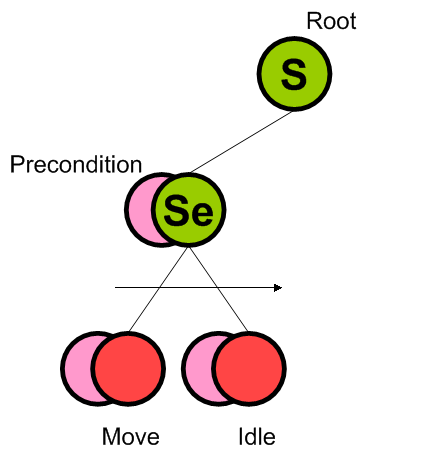 Root
S
Precondition
Se
Move
Idle